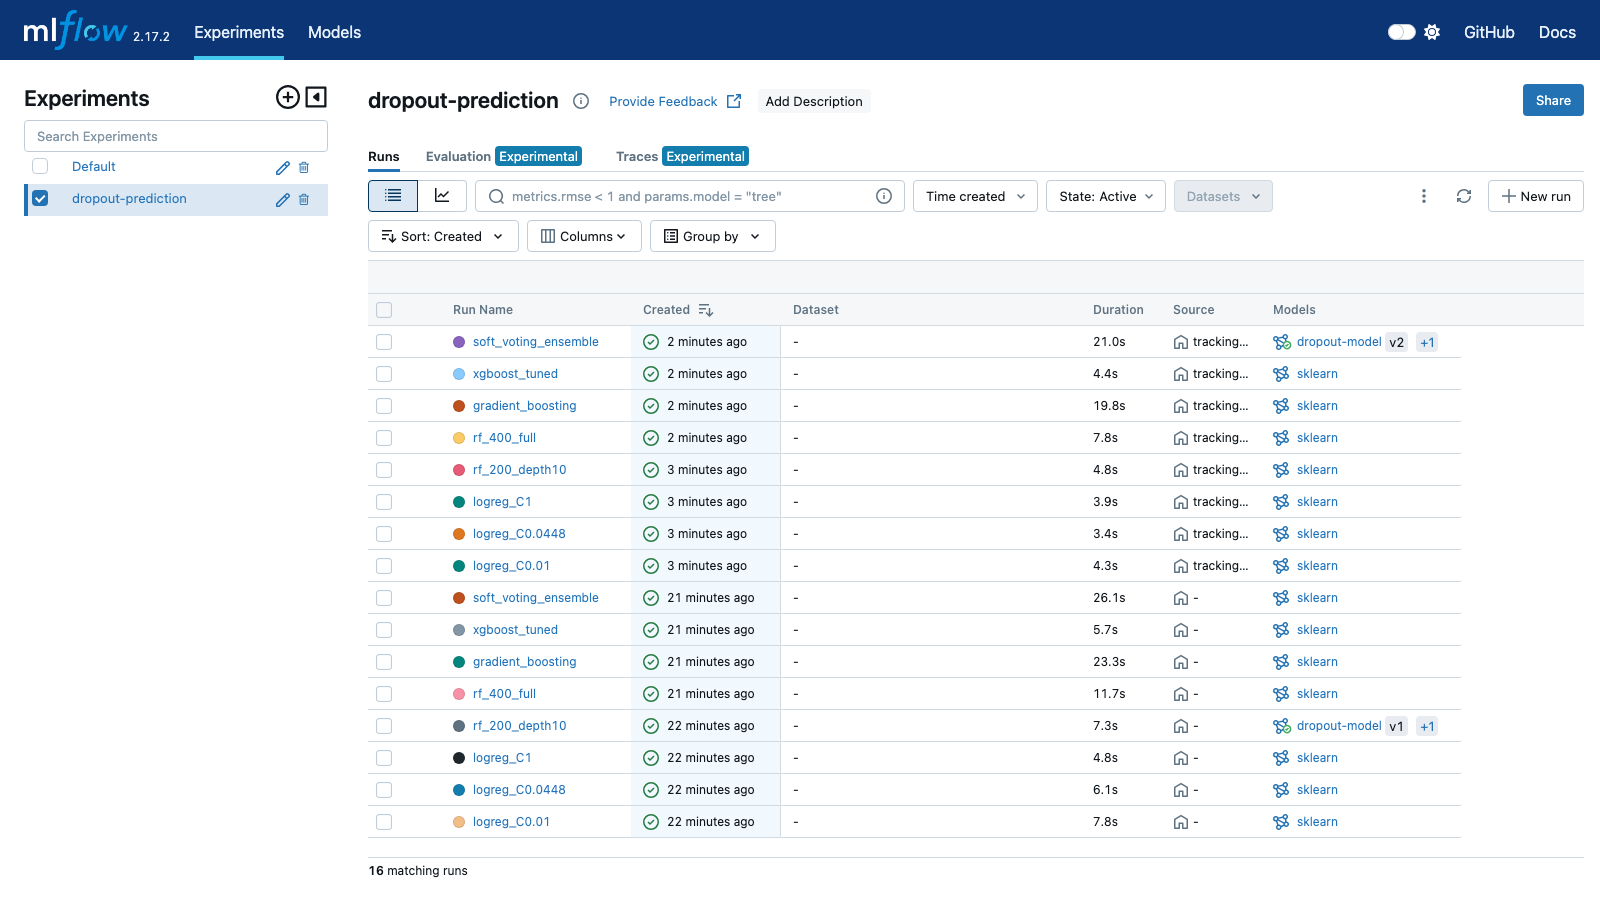 mlflow 2.17.2 Experiments Models GitHub Docs
Experiments
Search Experiments
Default
dropout-prediction
dropout-prediction Provide Feedback Add Description Share
Runs Evaluation Experimental Traces Experimental
metrics.rmse < 1 and params.model = "tree" Time created State: Active Datasets New run
Sort: Created Columns Group by
Run Name Created Dataset Duration Source Models
soft_voting_ensemble 2 minutes ago - 21.0s tracking... dropout-model v2 +1
xgboost_tuned 2 minutes ago - 4.4s tracking... sklearn
gradient_boosting 2 minutes ago - 19.8s tracking... sklearn
rf_400_full 2 minutes ago - 7.8s tracking... sklearn
rf_200_depth10 3 minutes ago - 4.8s tracking... sklearn
logreg_C1 3 minutes ago - 3.9s tracking... sklearn
logreg_C0.0448 3 minutes ago - 3.4s tracking... sklearn
logreg_C0.01 3 minutes ago - 4.3s tracking... sklearn
soft_voting_ensemble 21 minutes ago - 26.1s - sklearn
xgboost_tuned 21 minutes ago - 5.7s - sklearn
gradient_boosting 21 minutes ago - 23.3s - sklearn
rf_400_full 21 minutes ago - 11.7s - sklearn
rf_200_depth10 22 minutes ago - 7.3s - dropout-model v1 +1
logreg_C1 22 minutes ago - 4.8s - sklearn
logreg_C0.0448 22 minutes ago - 6.1s - sklearn
logreg_C0.01 22 minutes ago - 7.8s - sklearn
16 matching runs